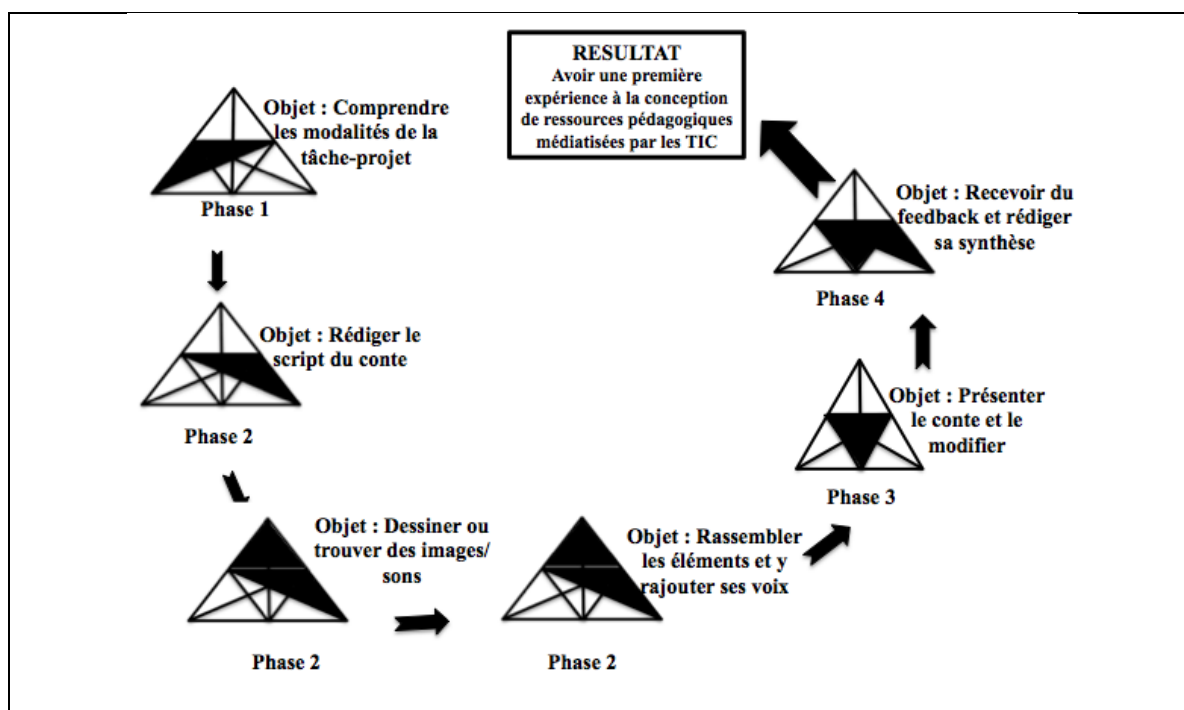 Objet : Comprendre
les modalités de la
tâche-projet
Phase 1
Objet : Rédiger le
script du conte
Phase 2
Objet : Dessiner ou
trouver des images/
sons
Phase 2
Objet : Rassembler
les éléments et y
rajouter ses voix
Phase 2
Objet : Présenter
le conte et le
modifier
Phase 3
Objet : Recevoir du
feedback et rédiger
sa synthèse
Phase 4
RESULTAT
Avoir une première
expérience à la conception
de ressources pédagogiques
médiatisées par les TIC